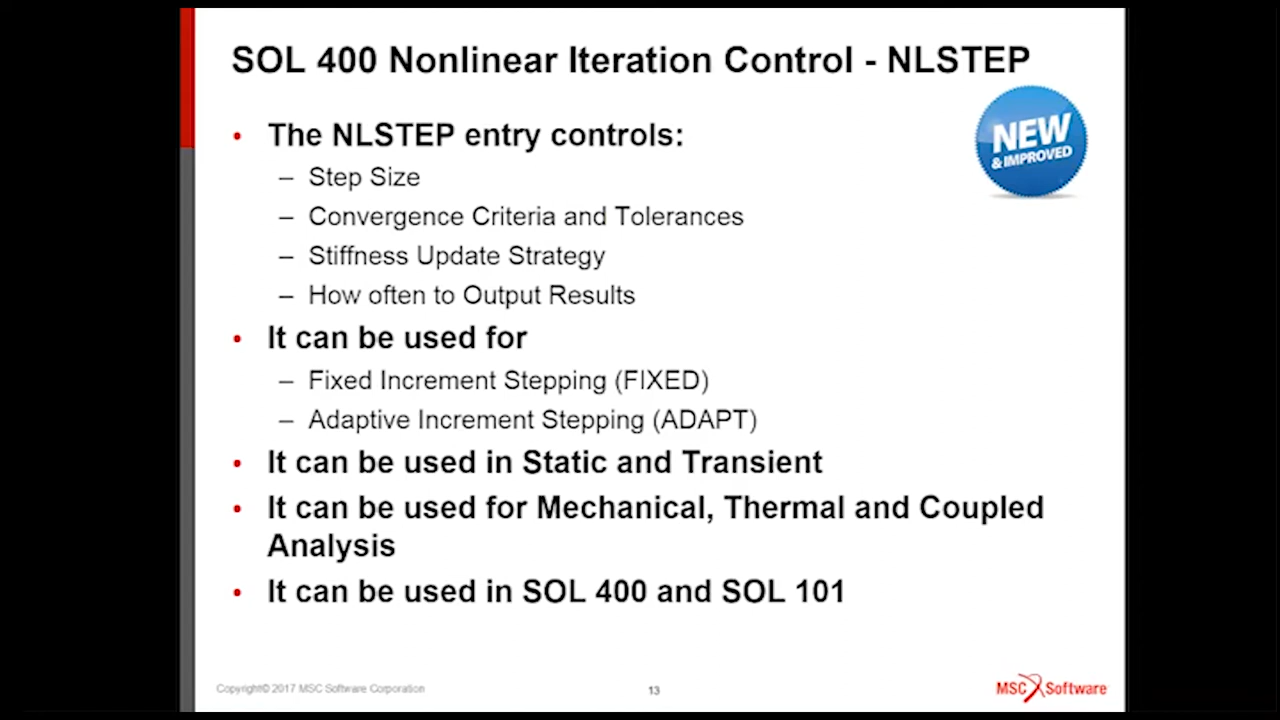 SOL 400 Nonlinear Iteration Control - NLSTEP
NEW
& IMPROVED
• The NLSTEP entry controls:
– Step Size
– Convergence Criteria and Tolerances
– Stiffness Update Strategy
– How often to Output Results
• It can be used for
– Fixed Increment Stepping (FIXED)
– Adaptive Increment Stepping (ADAPT)
• It can be used in Static and Transient
• It can be used for Mechanical, Thermal and Coupled
Analysis
• It can be used in SOL 400 and SOL 101
Copyright© 2017 MSC Software Corporation
13
MSC Software